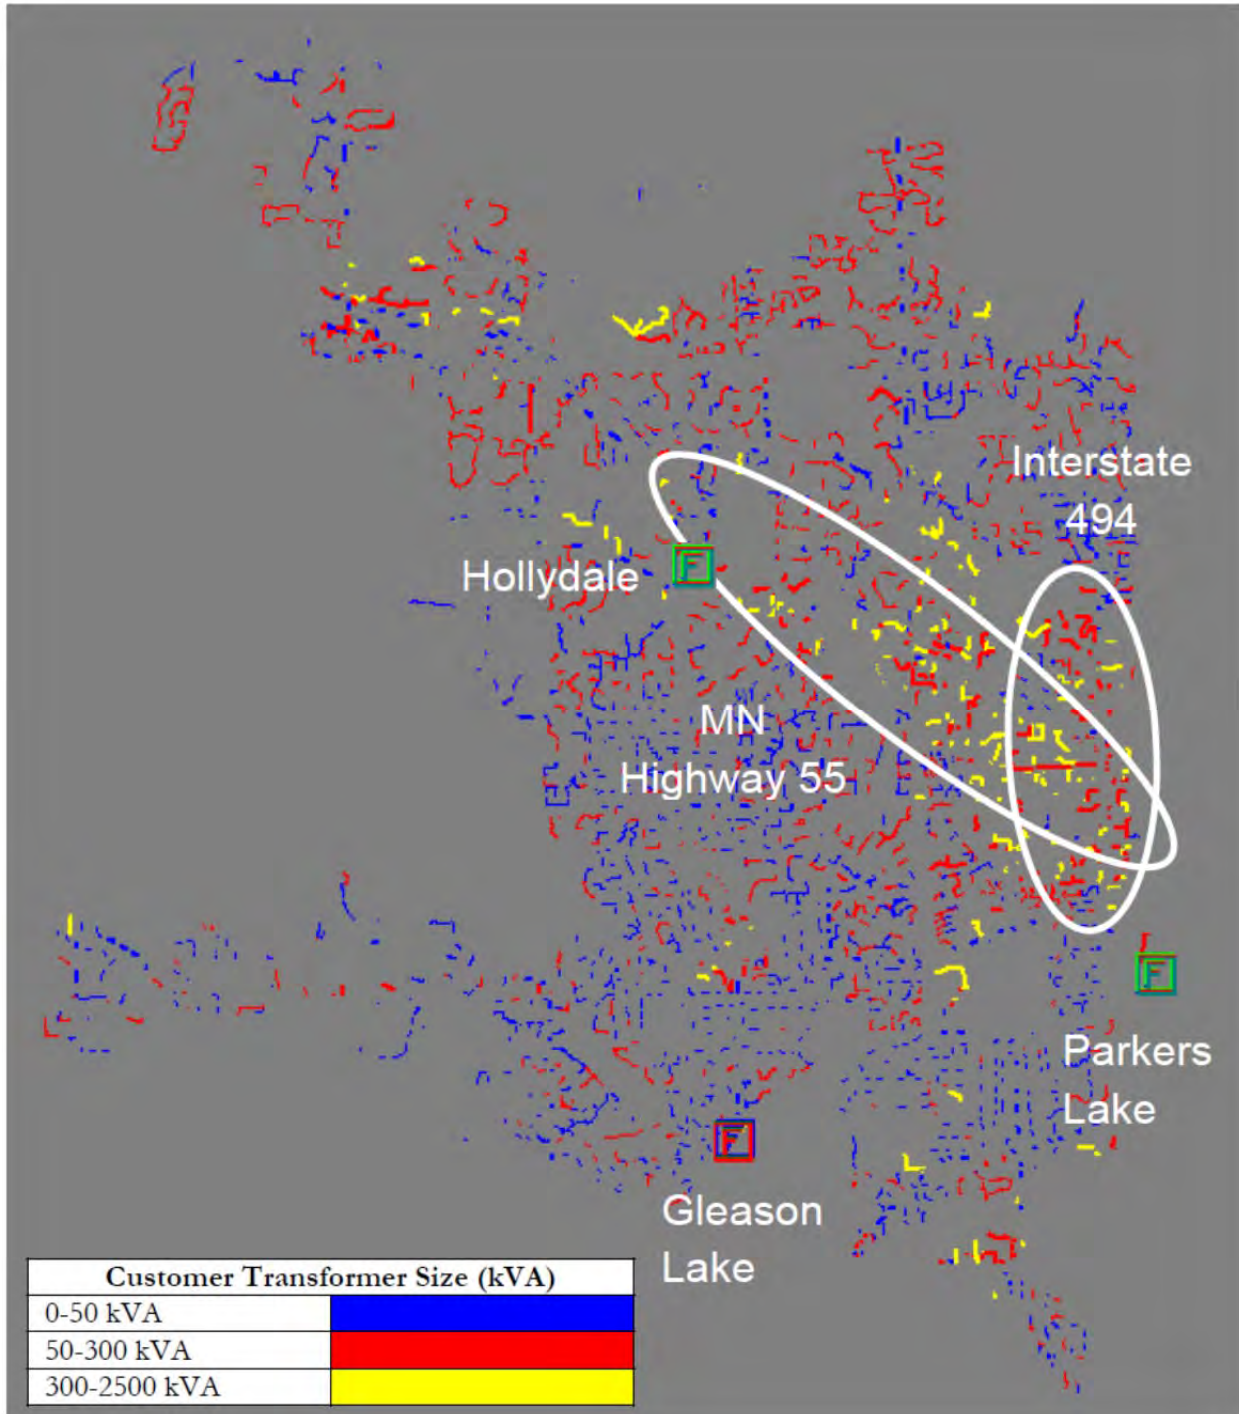 Interstate
494
Hollydale
MN
Highway 55
Parkers
Lake
Gleason
Lake
Customer Transformer Size (kVA)
0-50 kVA
50-300 kVA
300-2500 kVA